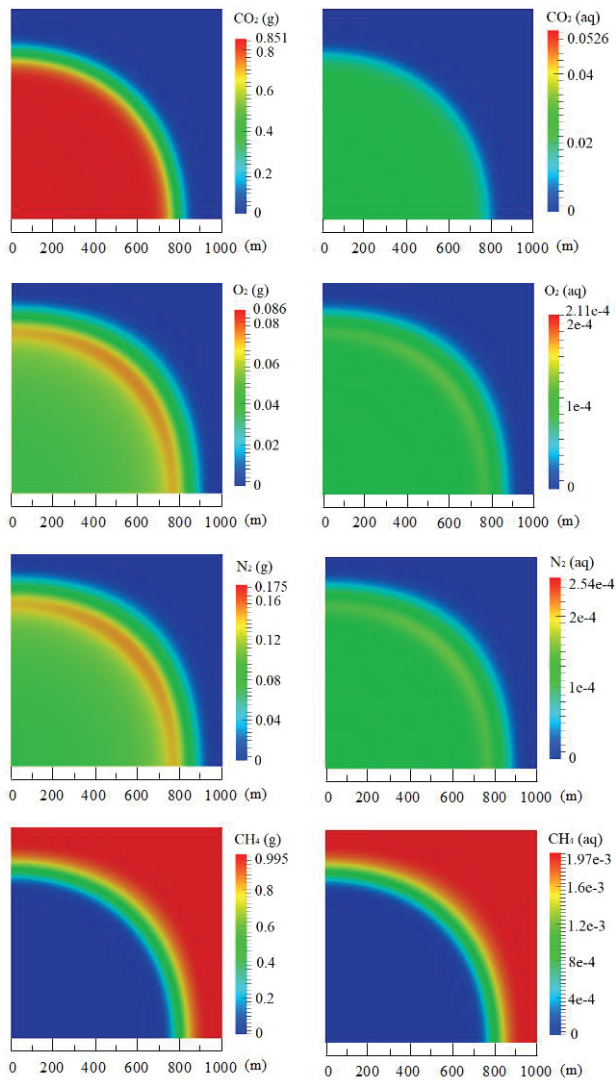 CO₂ (g)
0.851
0.8
0.6
0.4
0.2
0
0 200 400 600 800 1000 (m)
CO₂ (aq)
0.0526
0.04
0.02
0
0 200 400 600 800 1000 (m)
O₂ (g)
0.086
0.08
0.06
0.04
0.02
0
0 200 400 600 800 1000 (m)
O₂ (aq)
2.11e-4
2e-4
1e-4
0
0 200 400 600 800 1000 (m)
N₂ (g)
0.175
0.16
0.12
0.08
0.04
0
0 200 400 600 800 1000 (m)
N₂ (aq)
2.54e-4
2e-4
1e-4
0
0 200 400 600 800 1000 (m)
CH₄ (g)
0.995
0.8
0.6
0.4
0.2
0
0 200 400 600 800 1000 (m)
CH₄ (aq)
1.97e-3
1.6e-3
1.2e-3
8e-4
4e-4
0
0 200 400 600 800 1000 (m)